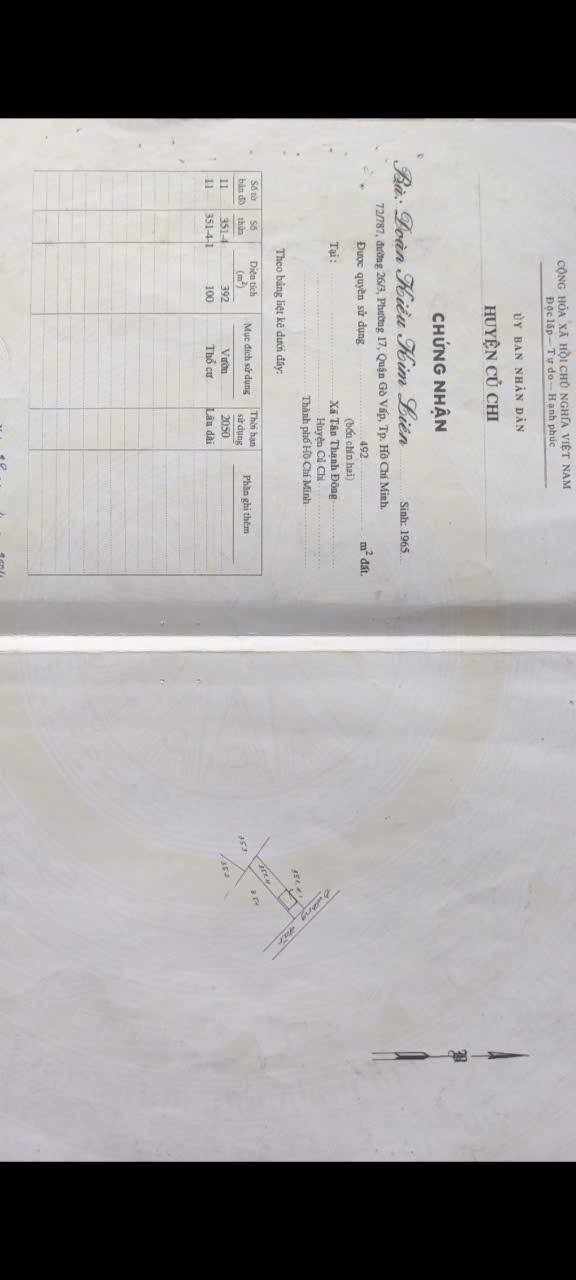 CỘNG HÒA XÃ HỘI CHỦ NGHĨA VIỆT NAM
Độc lập — Tự do — Hạnh phúc
ỦY BAN NHÂN DÂN
HUYỆN CỦ CHI
CHỨNG NHẬN
Bà: Đoàn Kiều Kim Liên Sinh: 1965
72/787, đường 26/3, Phường 17, Quận Gò Vấp, Tp. Hồ Chí Minh.
Được quyền sử dụng 492 m² đất.
(bốn chín hai)
Tại : Xã Tân Thạnh Đông
Huyện Củ Chi
Thành phố Hồ Chí Minh
Theo bảng liệt kê dưới đây:
Số tờ bản đồ Số thửa Diện tích (m²) Mục đích sử dụng Thời hạn sử dụng Phần ghi thêm
11 351-4 392 Vườn 2050
11 351-4-1 100 Thổ cư Lâu dài
Đường đất
353
352